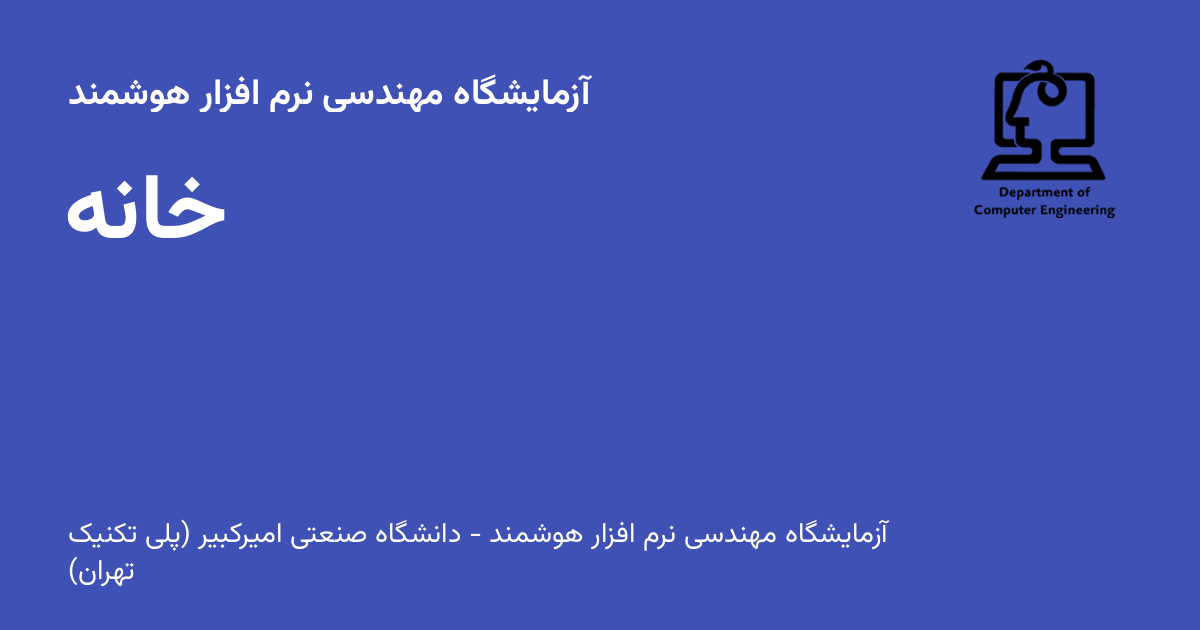 آزمایشگاه مهندسی نرم افزار هوشمند
خانه
Department of
Computer Engineering
آزمایشگاه مهندسی نرم افزار هوشمند - دانشگاه صنعتی امیرکبیر (پلی تکنیک
تهران)